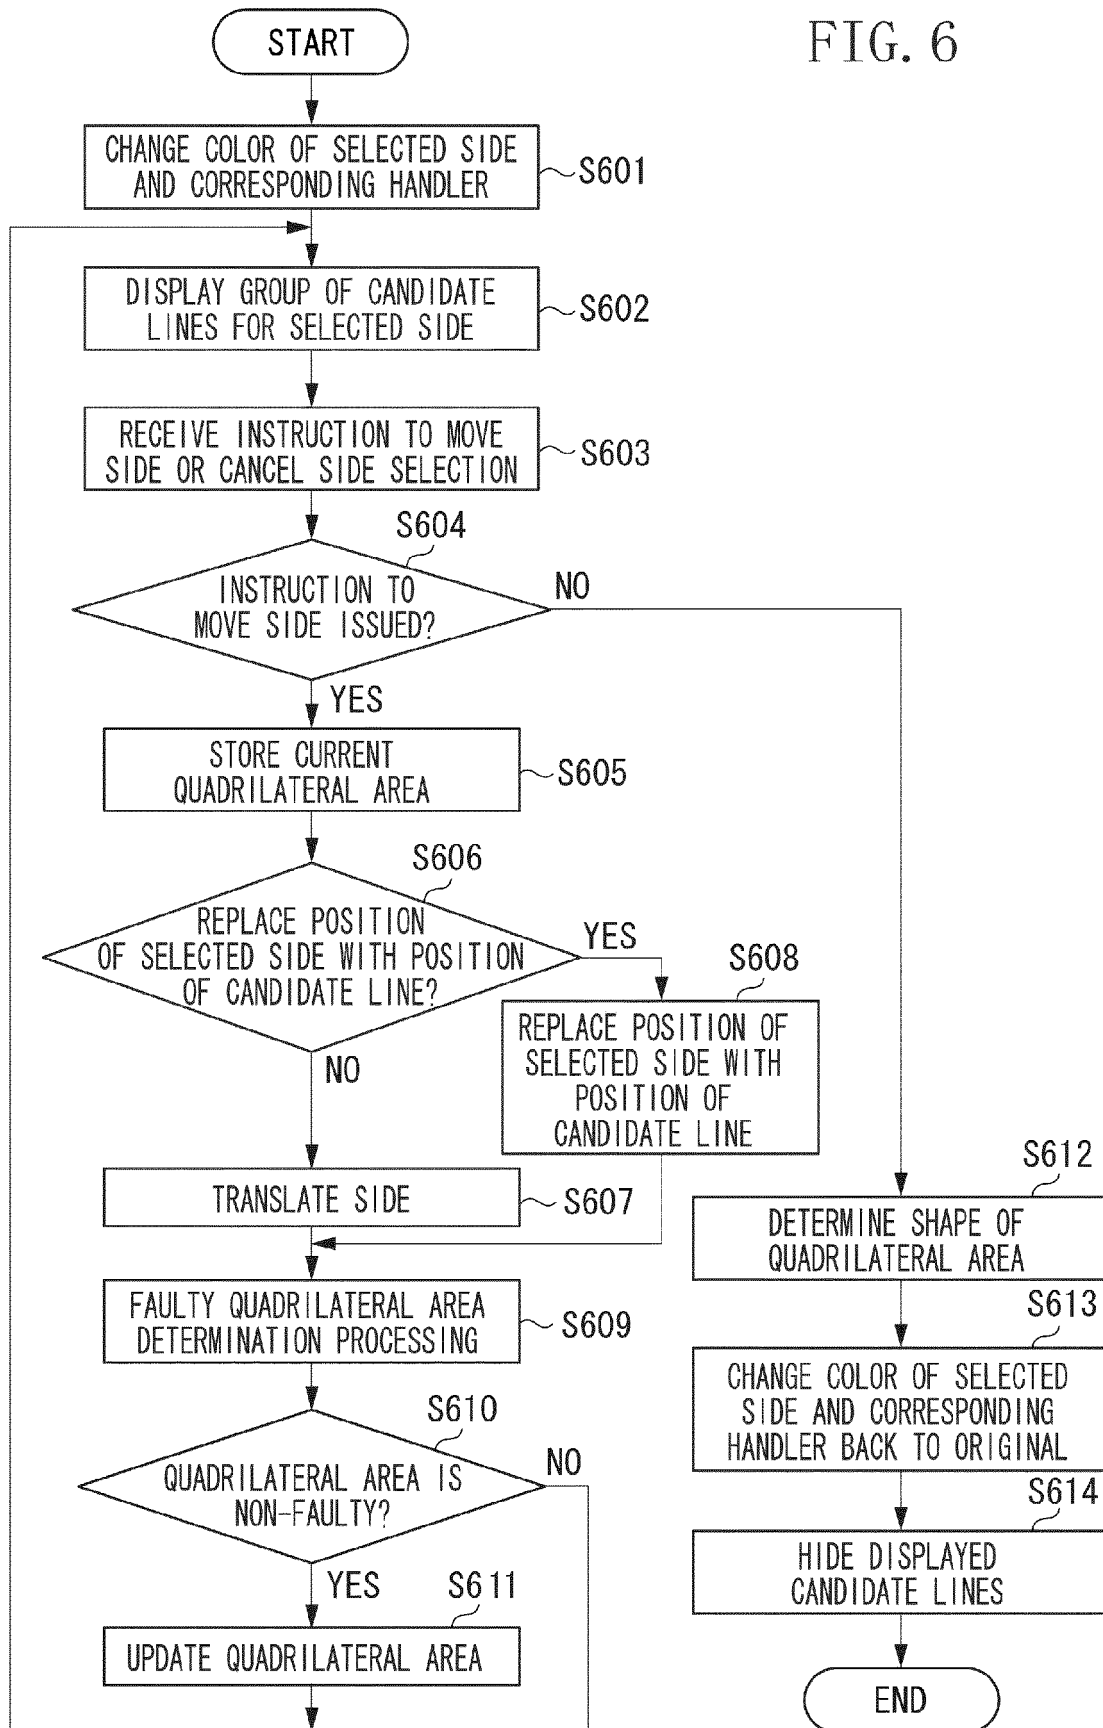 FIG. 6
START
CHANGE COLOR OF SELECTED SIDE
AND CORRESPONDING HANDLER
S601
DISPLAY GROUP OF CANDIDATE
LINES FOR SELECTED SIDE
S602
RECEIVE INSTRUCTION TO MOVE
SIDE OR CANCEL SIDE SELECTION
S603
S604
INSTRUCTION TO
MOVE SIDE ISSUED?
NO
YES
STORE CURRENT
QUADRILATERAL AREA
S605
S606
REPLACE POSITION
OF SELECTED SIDE WITH POSITION
OF CANDIDATE LINE?
YES
NO
S608
REPLACE POSITION OF
SELECTED SIDE WITH
POSITION OF
CANDIDATE LINE
TRANSLATE SIDE
S607
FAULTY QUADRILATERAL AREA
DETERMINATION PROCESSING
S609
S610
QUADRILATERAL AREA IS
NON-FAULTY?
NO
YES
S611
UPDATE QUADRILATERAL AREA
S612
DETERMINE SHAPE OF
QUADRILATERAL AREA
S613
CHANGE COLOR OF SELECTED
SIDE AND CORRESPONDING
HANDLER BACK TO ORIGINAL
S614
HIDE DISPLAYED
CANDIDATE LINES
END